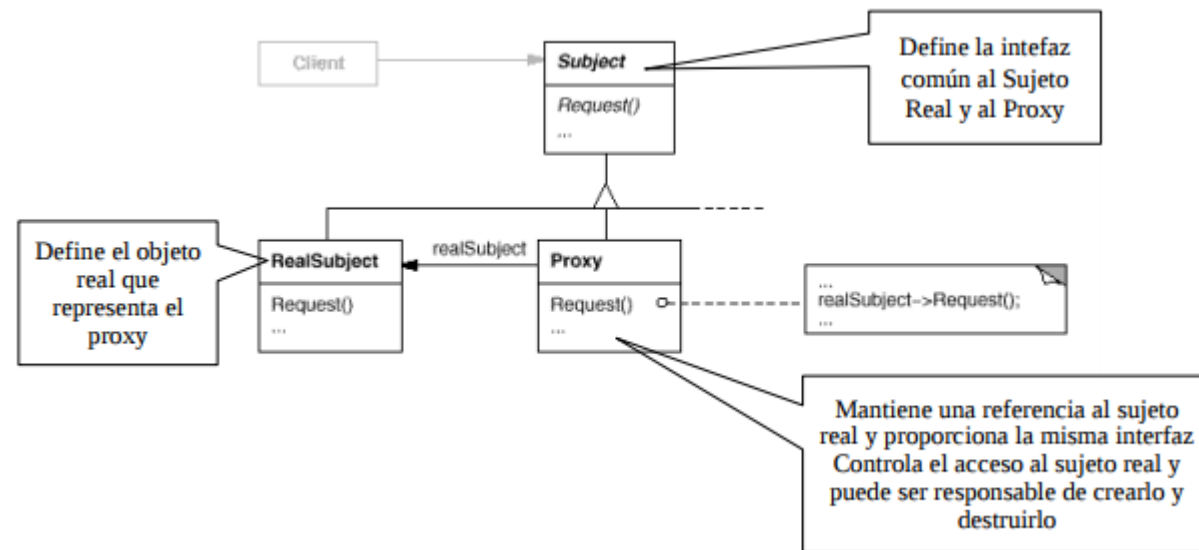 Client
Subject
Request()
...
Define la intefaz
común al Sujeto
Real y al Proxy
Define el objeto
real que
representa el
proxy
RealSubject
Request()
...
realSubject
Proxy
Request()
...
...
realSubject->Request();
...
Mantiene una referencia al sujeto
real y proporciona la misma interfaz
Controla el acceso al sujeto real y
puede ser responsable de crearlo y
destruirlo